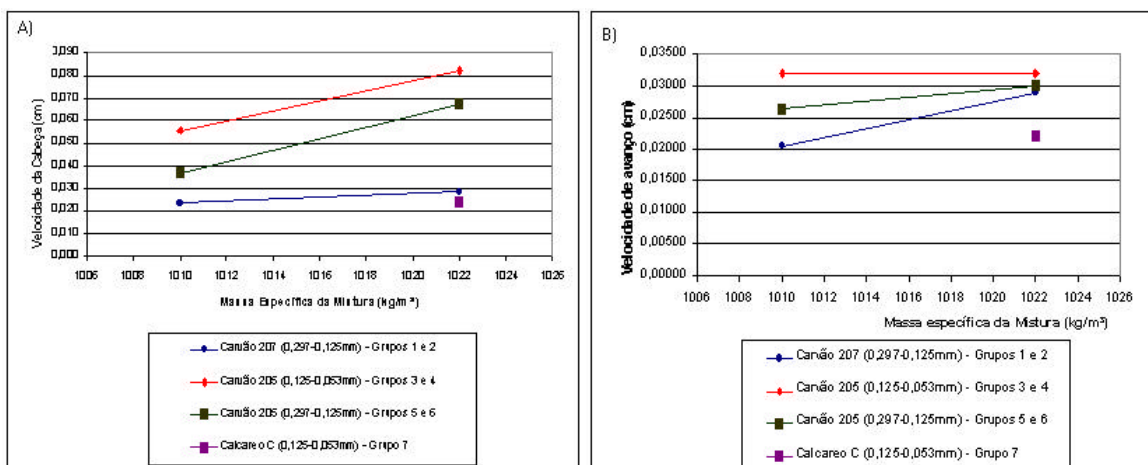 A)
Velocidade da Cabeça (cm)
0,090
0,080
0,070
0,060
0,050
0,040
0,030
0,020
0,010
0,000
1006 1008 1010 1012 1014 1016 1018 1020 1022 1024 1026
Massa Específica da Mistura (kg/m³)
Carvão 207 (0,297-0,125mm) - Grupos 1 e 2
Carvão 205 (0,125-0,053mm) - Grupos 3 e 4
Carvão 205 (0,297-0,125mm) - Grupos 5 e 6
Calcareo C (0,125-0,053mm) - Grupo 7
B)
Velocidade de avanço (cm)
0,03500
0,03000
0,02500
0,02000
0,01500
0,01000
0,00500
0,00000
1006 1008 1010 1012 1014 1016 1018 1020 1022 1024 1026
Massa específica da Mistura (kg/m³)
Carvão 207 (0,297-0,125mm) - Grupos 1 e 2
Carvão 205 (0,125-0,053mm) - Grupos 3 e 4
Carvão 205 (0,297-0,125mm) - Grupos 5 e 6
Calcareo C (0,125-0,053mm) - Grupo 7